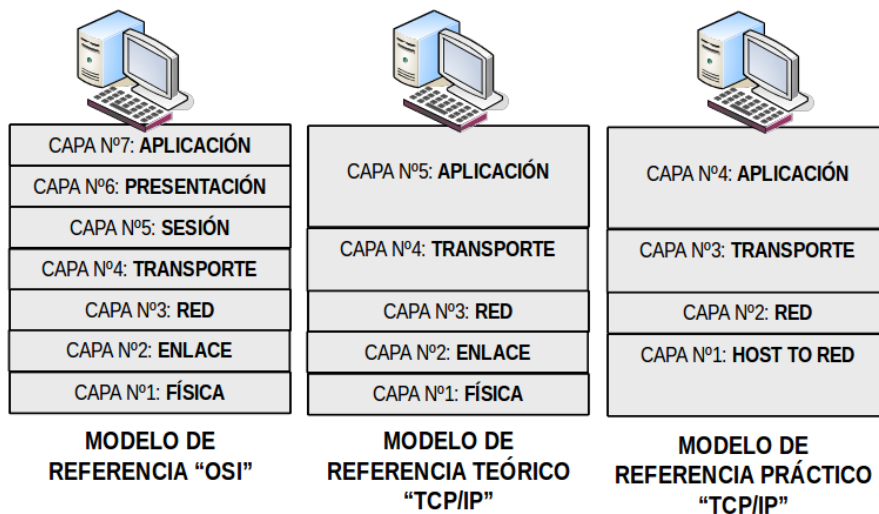 CAPA Nº7: APLICACIÓN
CAPA Nº6: PRESENTACIÓN
CAPA Nº5: SESIÓN
CAPA Nº4: TRANSPORTE
CAPA Nº3: RED
CAPA Nº2: ENLACE
CAPA Nº1: FÍSICA
MODELO DE
REFERENCIA “OSI”
CAPA Nº5: APLICACIÓN
CAPA Nº4: TRANSPORTE
CAPA Nº3: RED
CAPA Nº2: ENLACE
CAPA Nº1: FÍSICA
MODELO DE
REFERENCIA TEÓRICO
“TCP/IP”
CAPA Nº4: APLICACIÓN
CAPA Nº3: TRANSPORTE
CAPA Nº2: RED
CAPA Nº1: HOST TO RED
MODELO DE
REFERENCIA PRÁCTICO
“TCP/IP”